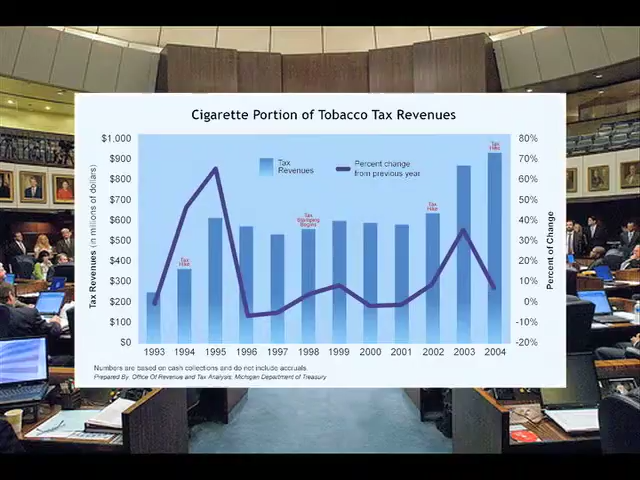 Cigarette Portion of Tobacco Tax Revenues
Tax Revenues (in millions of dollars)
$1,000
$900
$800
$700
$600
$500
$400
$300
$200
$100
$0
Tax
Revenues
Percent change
from previous year
Tax
Hike
Tax
Stamping
Begins
Tax
Hike
Tax
Hike
80%
70%
60%
50%
40%
30%
20%
10%
0%
-10%
-20%
Percent of Change
1993 1994 1995 1996 1997 1998 1999 2000 2001 2002 2003 2004
Numbers are based on cash collections and do not include accruals
Prepared By Office Of Revenue and Tax Analysis, Michigan Department of Treasury